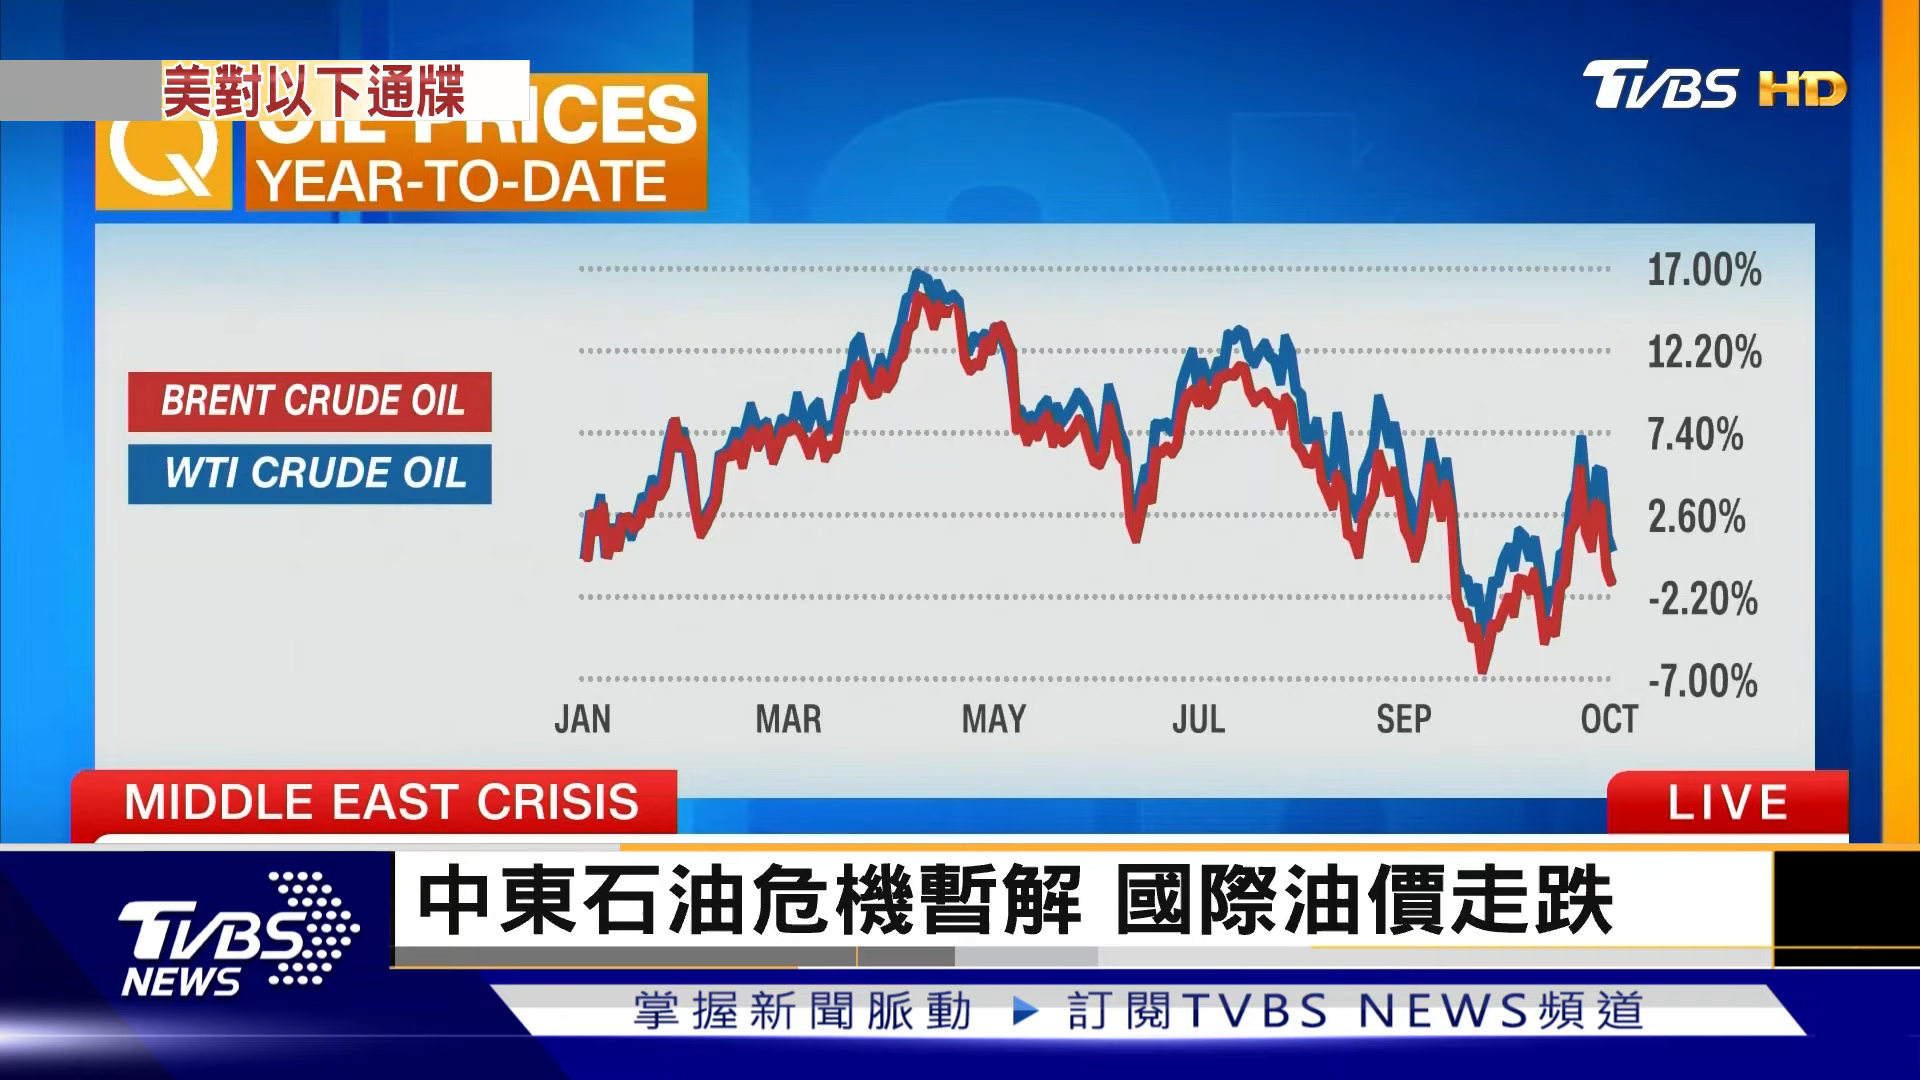 美對以下通牒
TVBS HD
Q
OIL PRICES
YEAR-TO-DATE
17.00%
12.20%
7.40%
2.60%
-2.20%
-7.00%
BRENT CRUDE OIL
WTI CRUDE OIL
JAN MAR MAY JUL SEP OCT
MIDDLE EAST CRISIS
LIVE
中東石油危機暫解 國際油價走跌
TVBS
NEWS
掌握新聞脈動 ▶ 訂閱TVBS NEWS頻道